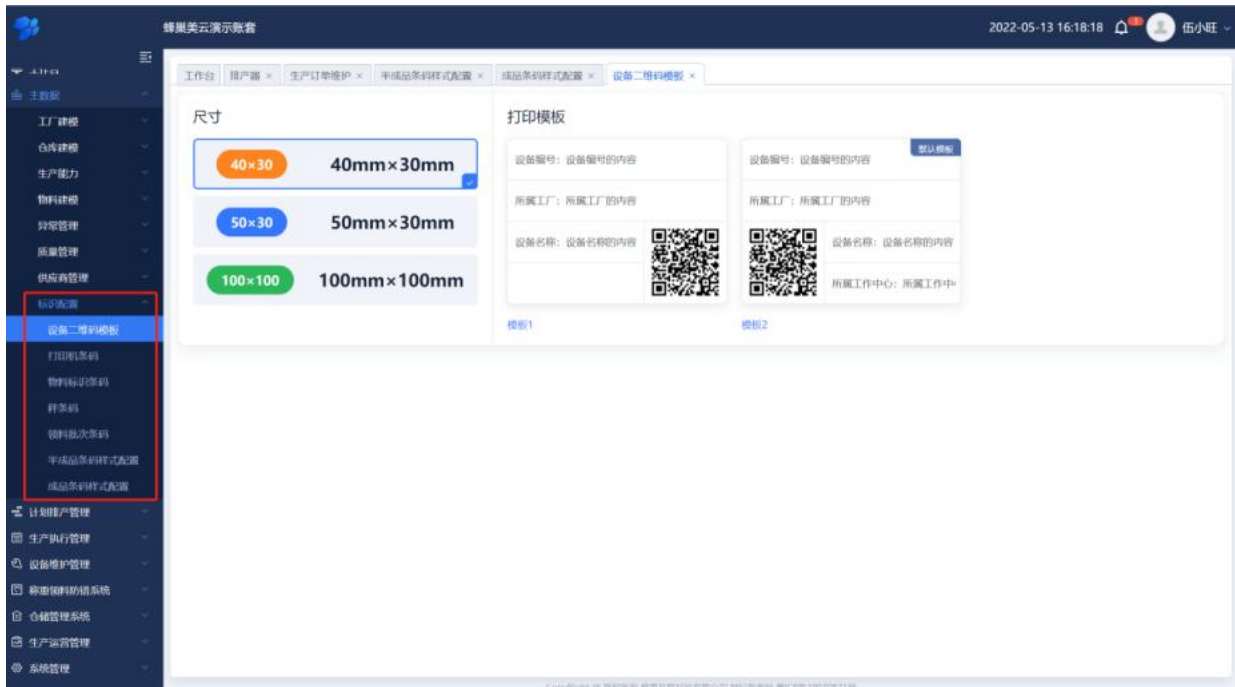 蜂巢美云演示账套
2022-05-13 16:18:18
伍小旺
主数据
工厂建模
仓库建模
生产能力
物料建模
异常管理
质量管理
供应商管理
标识配置
设备二维码模板
打印机条码
物料标识条码
秤条码
领料批次条码
半成品条码样式配置
成品条码样式配置
计划排产管理
生产执行管理
设备维护管理
称重领料防错系统
仓储管理系统
生产运营管理
系统管理
工作台 排产器 × 生产订单维护 × 半成品条码样式配置 × 成品条码样式配置 × 设备二维码模板 ×
尺寸
40×30 40mm×30mm
50×30 50mm×30mm
100×100 100mm×100mm
打印模板
设备编号：设备编号的内容
所属工厂：所属工厂的内容
设备名称：设备名称的内容
模板1
默认模板
设备编号：设备编号的内容
所属工厂：所属工厂的内容
设备名称：设备名称的内容
所属工作中心：所属工作中
模板2